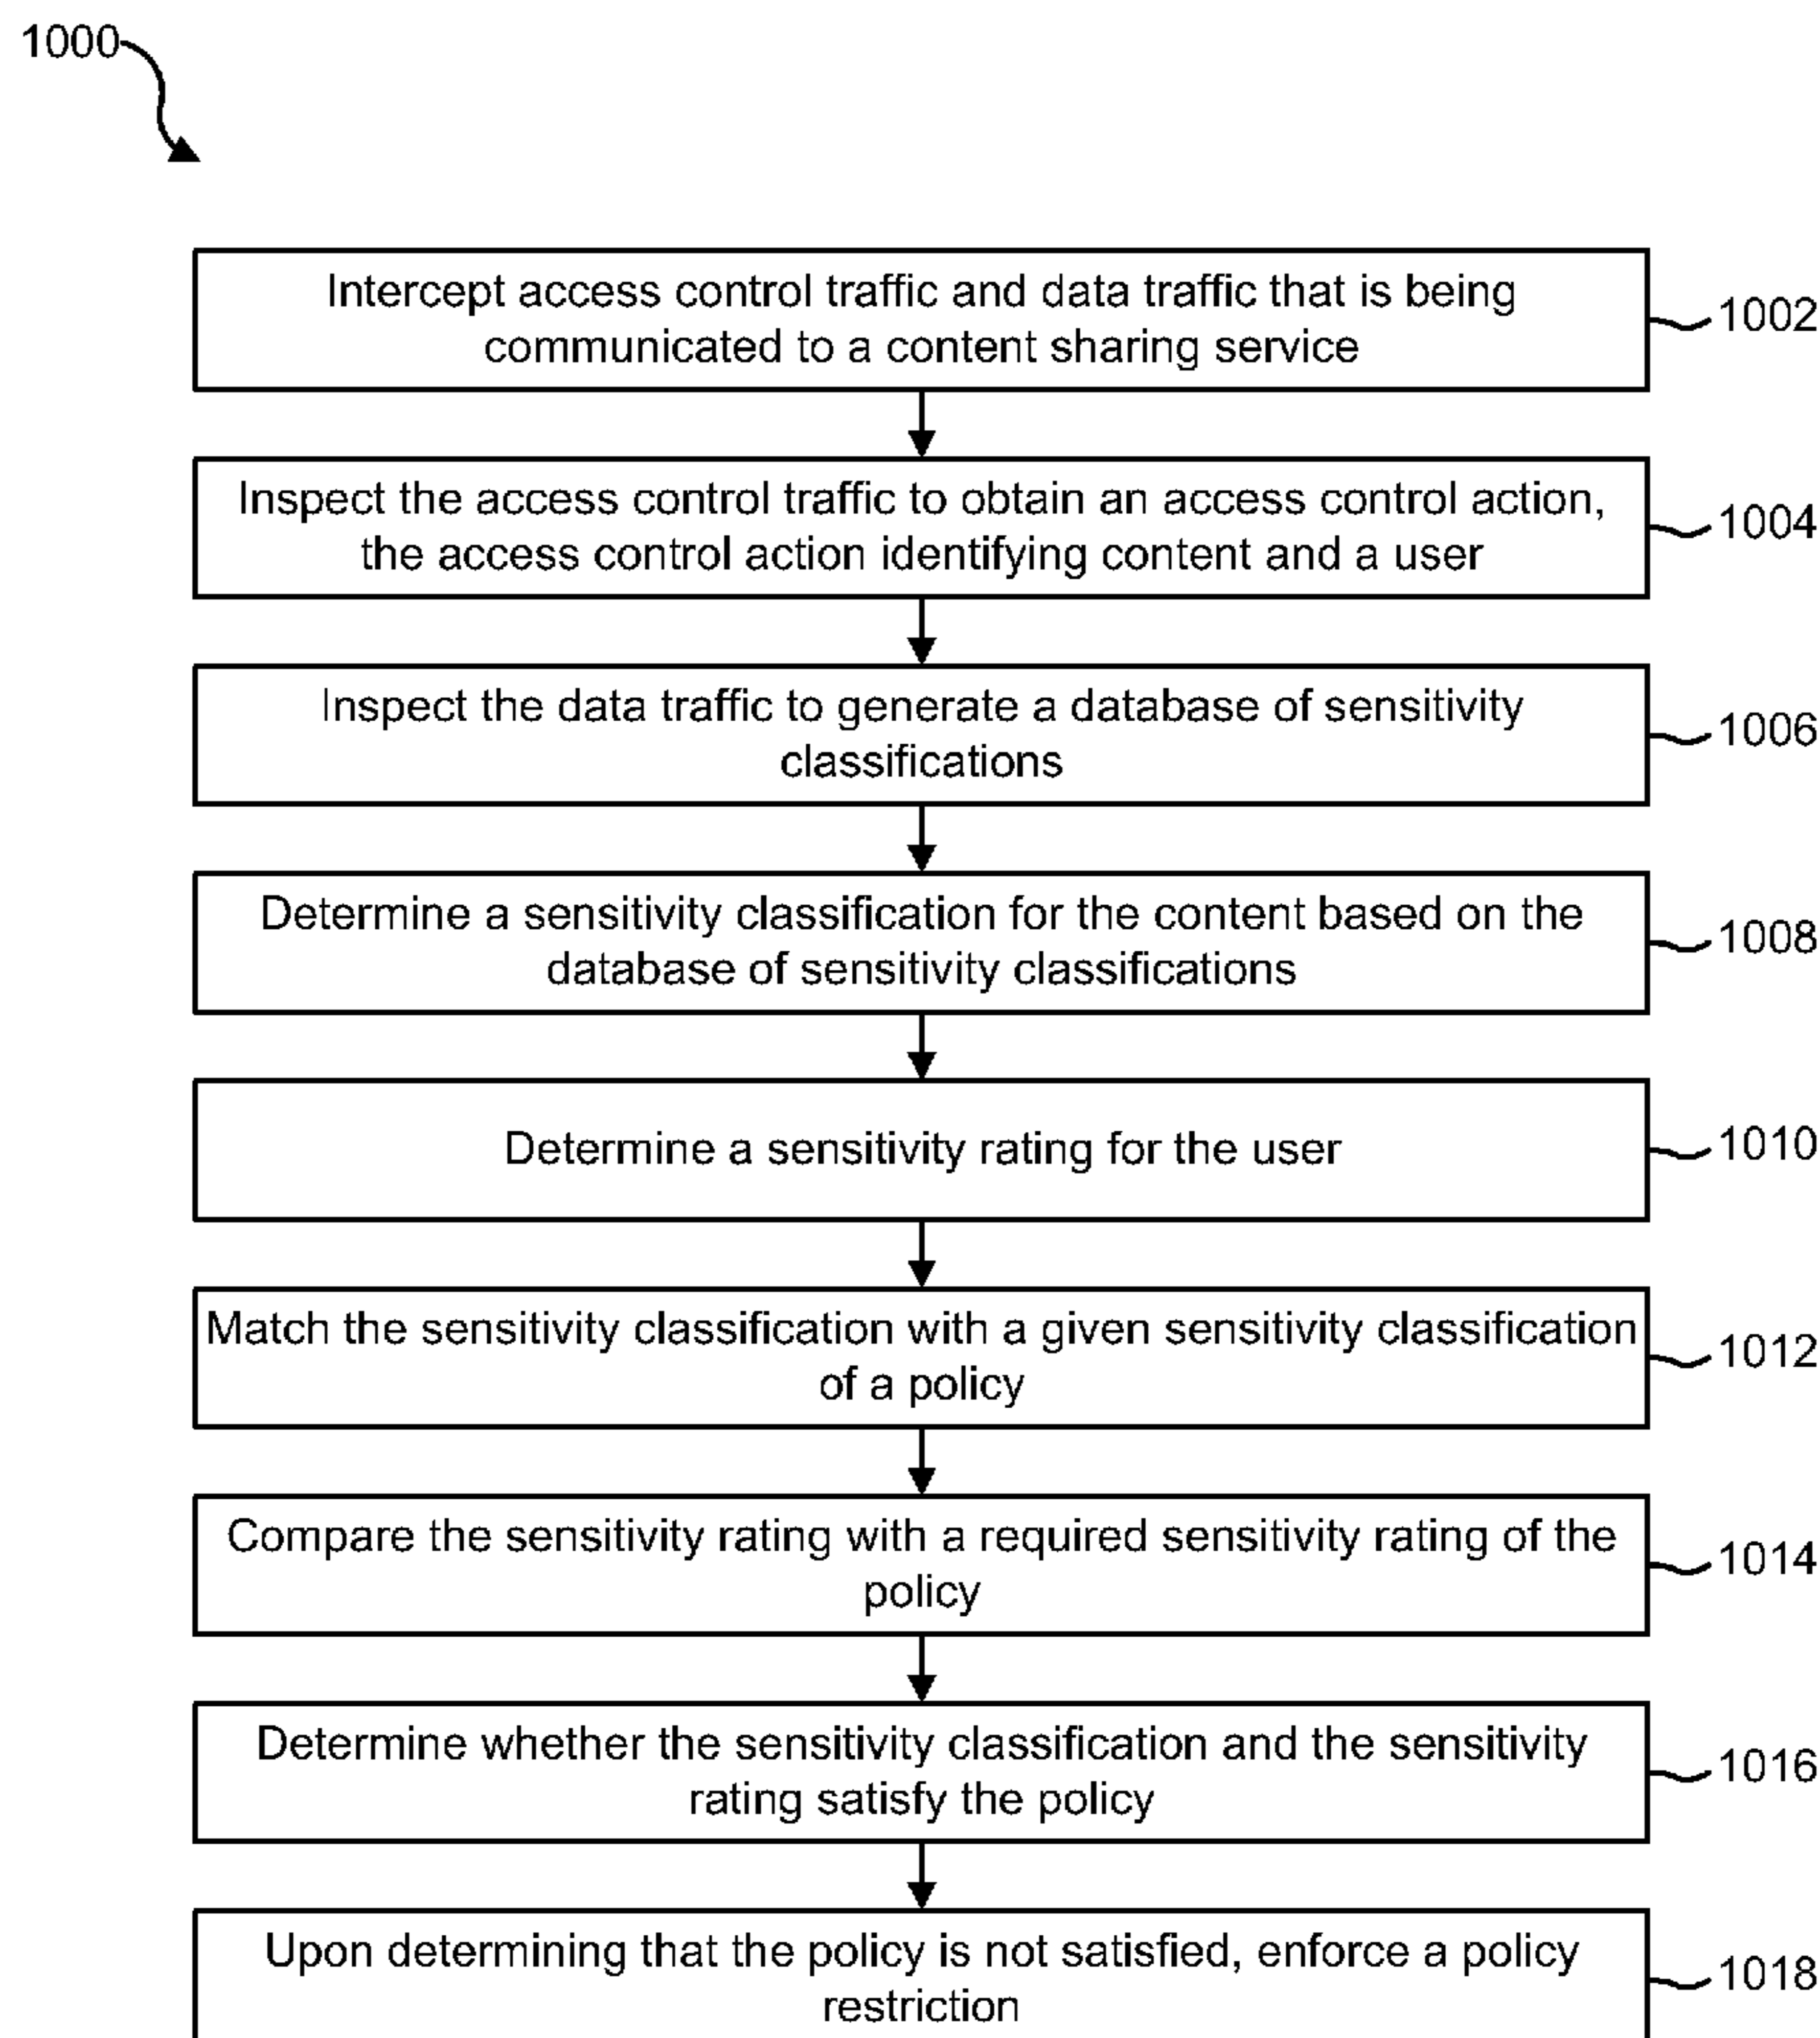 1000
Intercept access control traffic and data traffic that is being
communicated to a content sharing service
1002
Inspect the access control traffic to obtain an access control action,
the access control action identifying content and a user
1004
Inspect the data traffic to generate a database of sensitivity
classifications
1006
Determine a sensitivity classification for the content based on the
database of sensitivity classifications
1008
Determine a sensitivity rating for the user
1010
Match the sensitivity classification with a given sensitivity classification
of a policy
1012
Compare the sensitivity rating with a required sensitivity rating of the
policy
1014
Determine whether the sensitivity classification and the sensitivity
rating satisfy the policy
1016
Upon determining that the policy is not satisfied, enforce a policy
restriction
1018